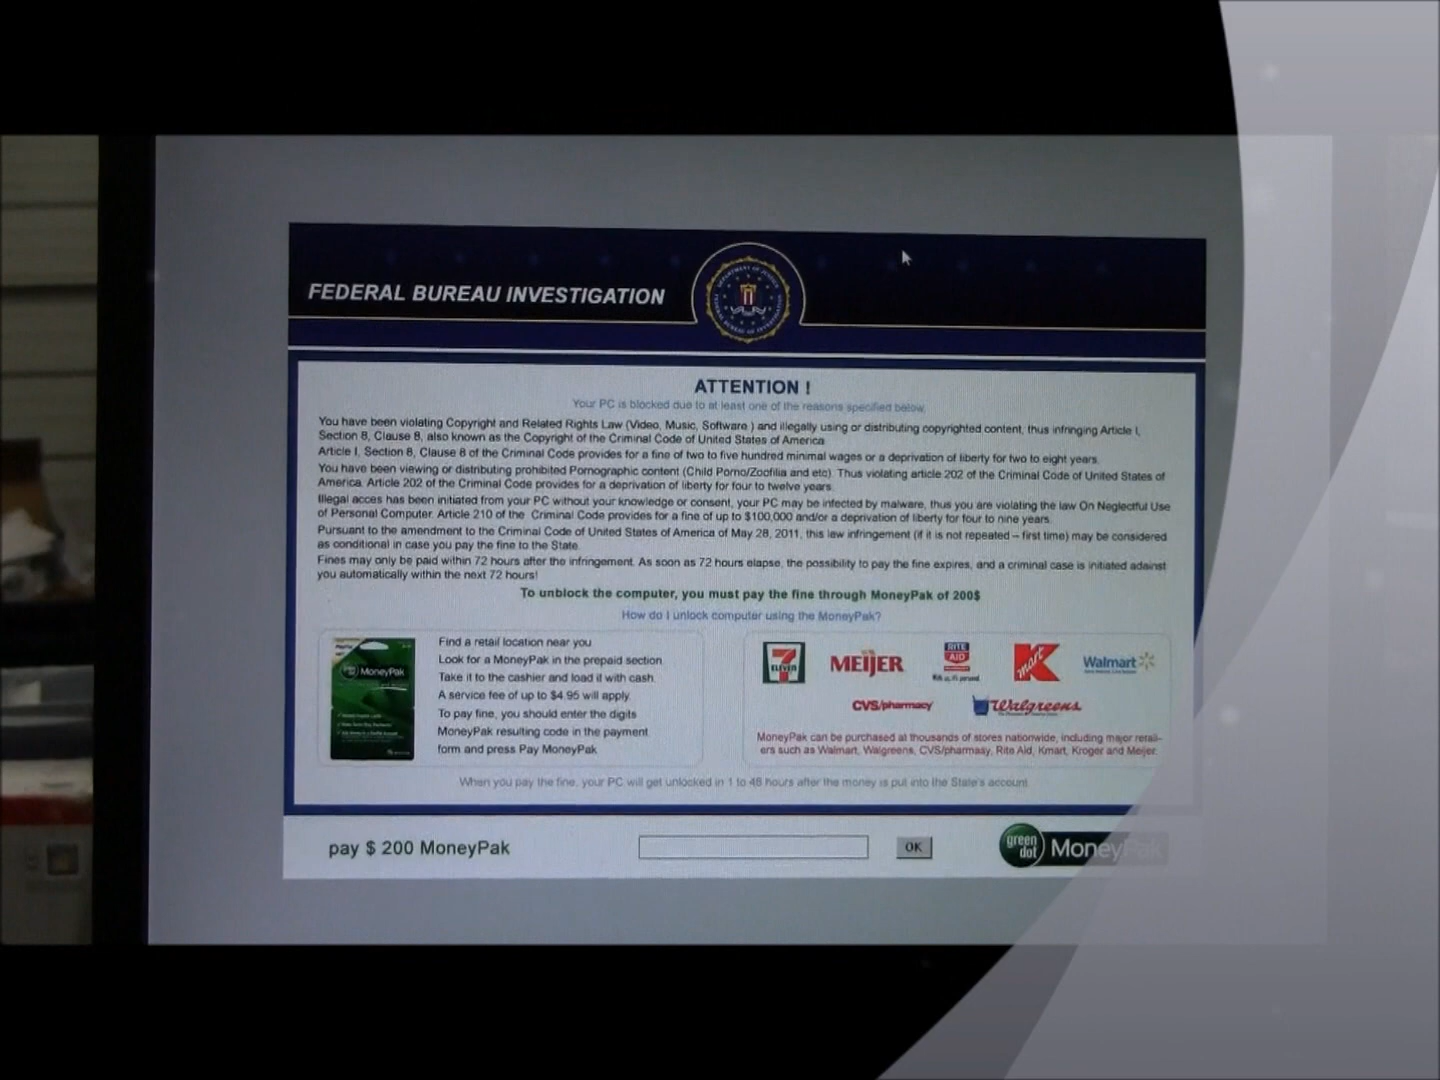 FEDERAL BUREAU INVESTIGATION
DEPARTMENT OF JUSTICE
FEDERAL BUREAU OF INVESTIGATION
ATTENTION !
Your PC is blocked due to at least one of the reasons specified below.
You have been violating Copyright and Related Rights Law (Video, Music, Software ) and illegally using or distributing copyrighted content, thus infringing Article I,
Section 8, Clause 8, also known as the Copyright of the Criminal Code of United States of America
Article I, Section 8, Clause 8 of the Criminal Code provides for a fine of two to five hundred minimal wages or a deprivation of liberty for two to eight years.
You have been viewing or distributing prohibited Pornographic content (Child Porno/Zoofilia and etc). Thus violating article 202 of the Criminal Code of United States of
America. Article 202 of the Criminal Code provides for a deprivation of liberty for four to twelve years.
Illegal acces has been initiated from your PC without your knowledge or consent, your PC may be infected by malware, thus you are violating the law On Neglectful Use
of Personal Computer. Article 210 of the Criminal Code provides for a fine of up to $100,000 and/or a deprivation of liberty for four to nine years.
Pursuant to the amendment to the Criminal Code of United States of America of May 28, 2011, this law infringement (if it is not repeated – first time) may be considered
as conditional in case you pay the fine to the State.
Fines may only be paid within 72 hours after the infringement. As soon as 72 hours elapse, the possibility to pay the fine expires, and a criminal case is initiated against
you automatically within the next 72 hours!
To unblock the computer, you must pay the fine through MoneyPak of 200$
How do I unlock computer using the MoneyPak?
MoneyPak
Find a retail location near you
Look for a MoneyPak in the prepaid section
Take it to the cashier and load it with cash.
A service fee of up to $4.95 will apply.
To pay fine, you should enter the digits
MoneyPak resulting code in the payment
form and press Pay MoneyPak
7 ELEVEN
MEIJER
RITE AID
With us, it's personal.
Kmart
Walmart
CVS/pharmacy
Walgreens
MoneyPak can be purchased at thousands of stores nationwide, including major retail-
ers such as Walmart, Walgreens, CVS/pharmasy, Rite Aid, Kmart, Kroger and Meijer.
When you pay the fine, your PC will get unlocked in 1 to 48 hours after the money is put into the State's account.
pay $ 200 MoneyPak
OK
green dot MoneyPak